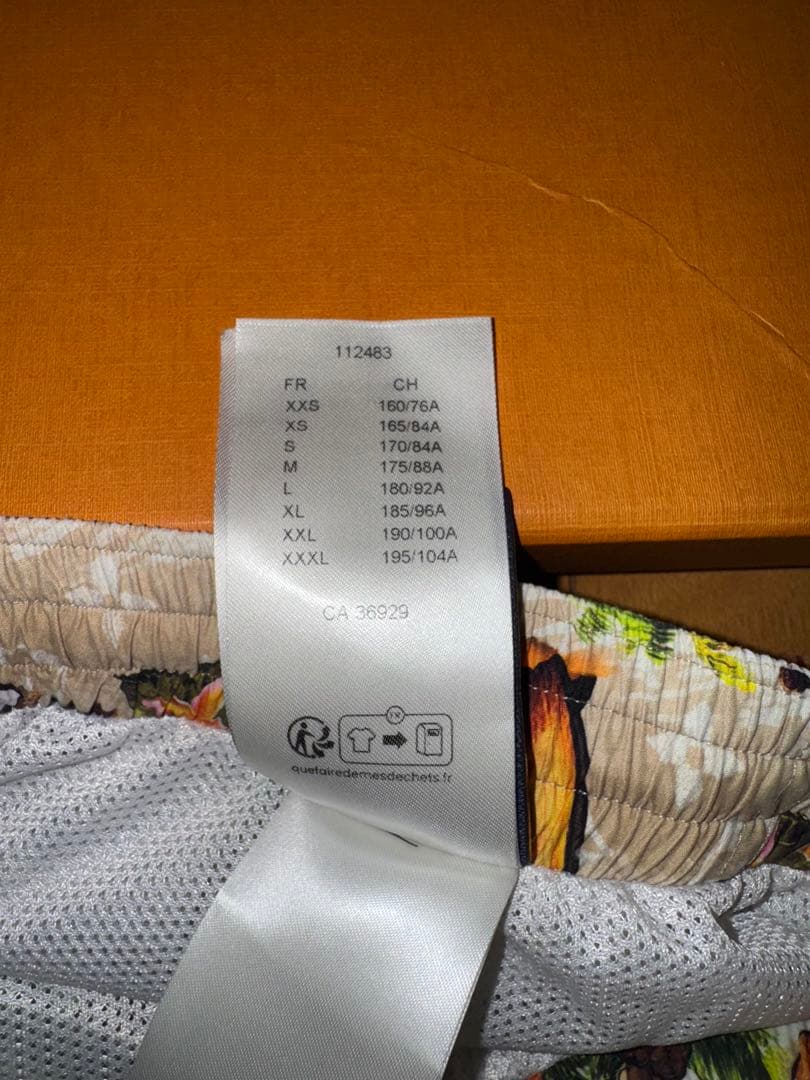 112483
FR CH
XXS 160/76A
XS 165/84A
S 170/84A
M 175/88A
L 180/92A
XL 185/96A
XXL 190/100A
XXXL 195/104A
CA 36929
FR
quefairedemesdechets.fr